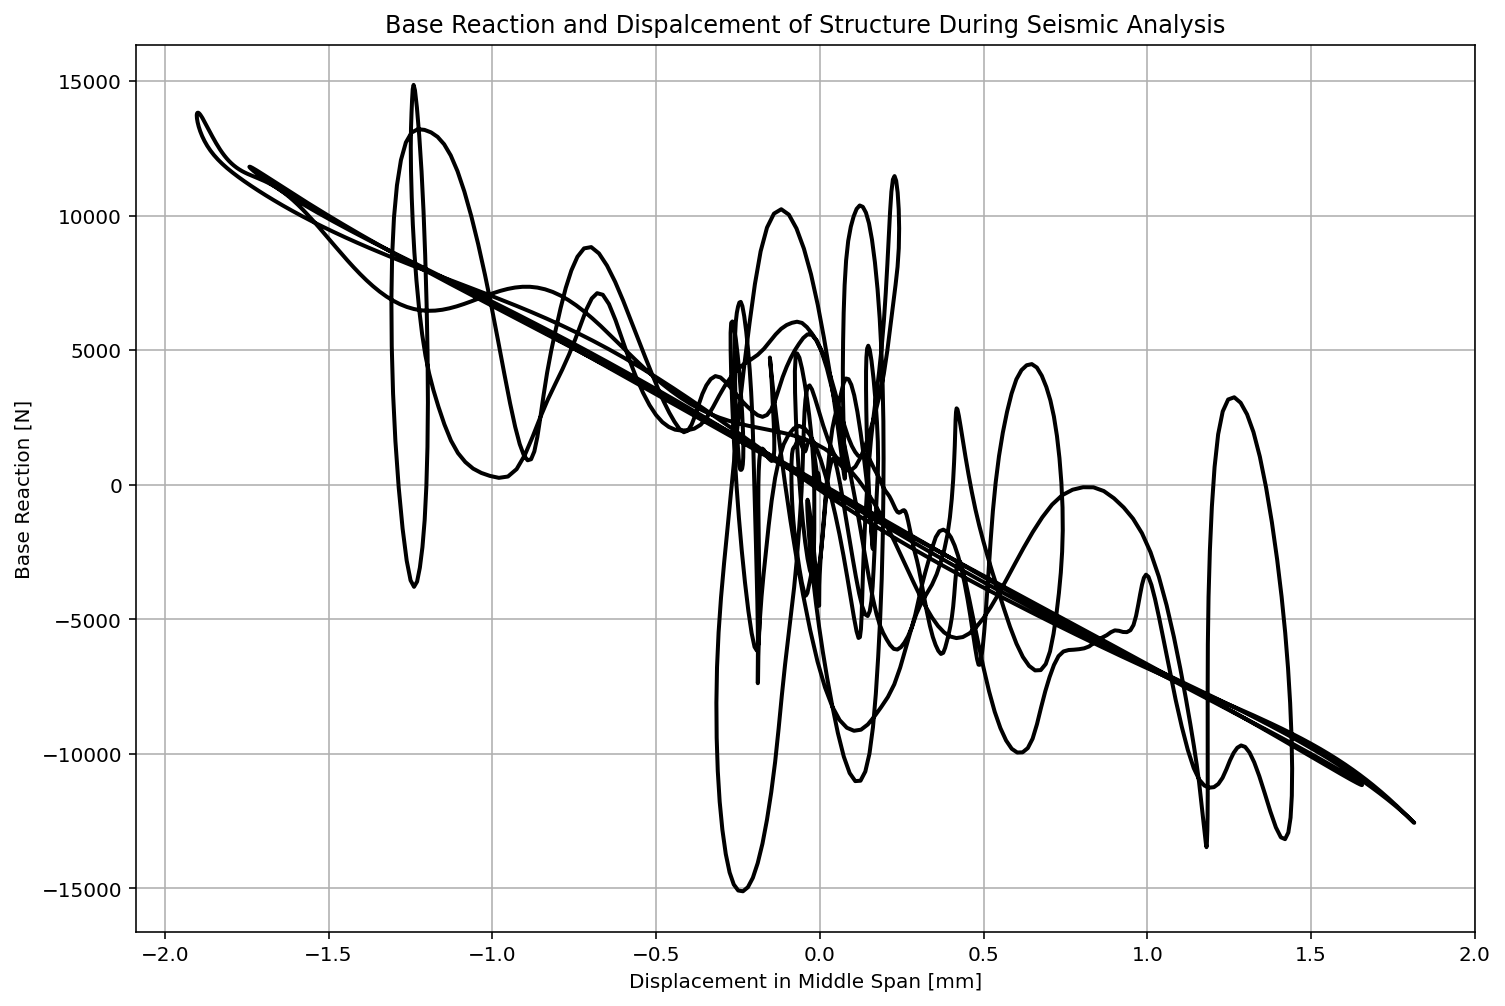 Base Reaction and Dispalcement of Structure During Seismic Analysis
15000
10000
5000
0
−5000
−10000
−15000
Base Reaction [N]
−2.0 −1.5 −1.0 −0.5 0.0 0.5 1.0 1.5 2.0
Displacement in Middle Span [mm]